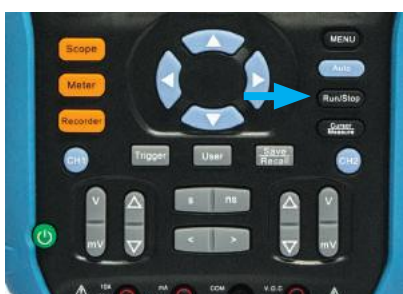 Scope
Meter
Recorder
MENU
Auto
Run/Stop
Cursor
Measure
CH1
Trigger
User
Save
Recall
CH2
V
mV
s
ns
<
>
V
mV
10A
mA
COM
V.Ω.C